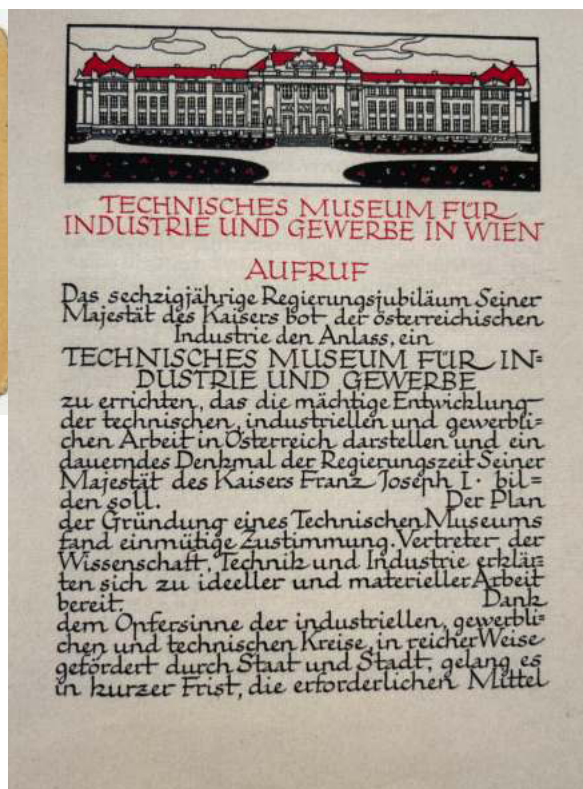 TECHNISCHES MUSEUM FÜR
INDUSTRIE UND GEWERBE IN WIEN
AUFRUF
Das sechzigjährige Regierungsjubiläum Seiner
Majestät des Kaisers bot der österreichischen
Industrie den Anlass, ein
TECHNISCHES MUSEUM FÜR IN=
DUSTRIE UND GEWERBE
zu errichten, das die mächtige Entwicklung
der technischen, industriellen und gewerbli=
chen Arbeit in Österreich darstellen und ein
dauerndes Denkmal der Regierungszeit Seiner
Majestät des Kaisers Franz Joseph I. bil=
den soll. Der Plan
der Gründung eines Technischen Museums
fand einmütige Zustimmung. Vertreter der
Wissenschaft, Technik und Industrie erklär=
ten sich zu ideeller und materieller Arbeit
bereit. Dank
dem Opfersinne der industriellen, gewerbli=
chen und technischen Kreise, in reicher Weise
gefördert durch Staat und Stadt, gelang es
in kurzer Frist, die erforderlichen Mittel